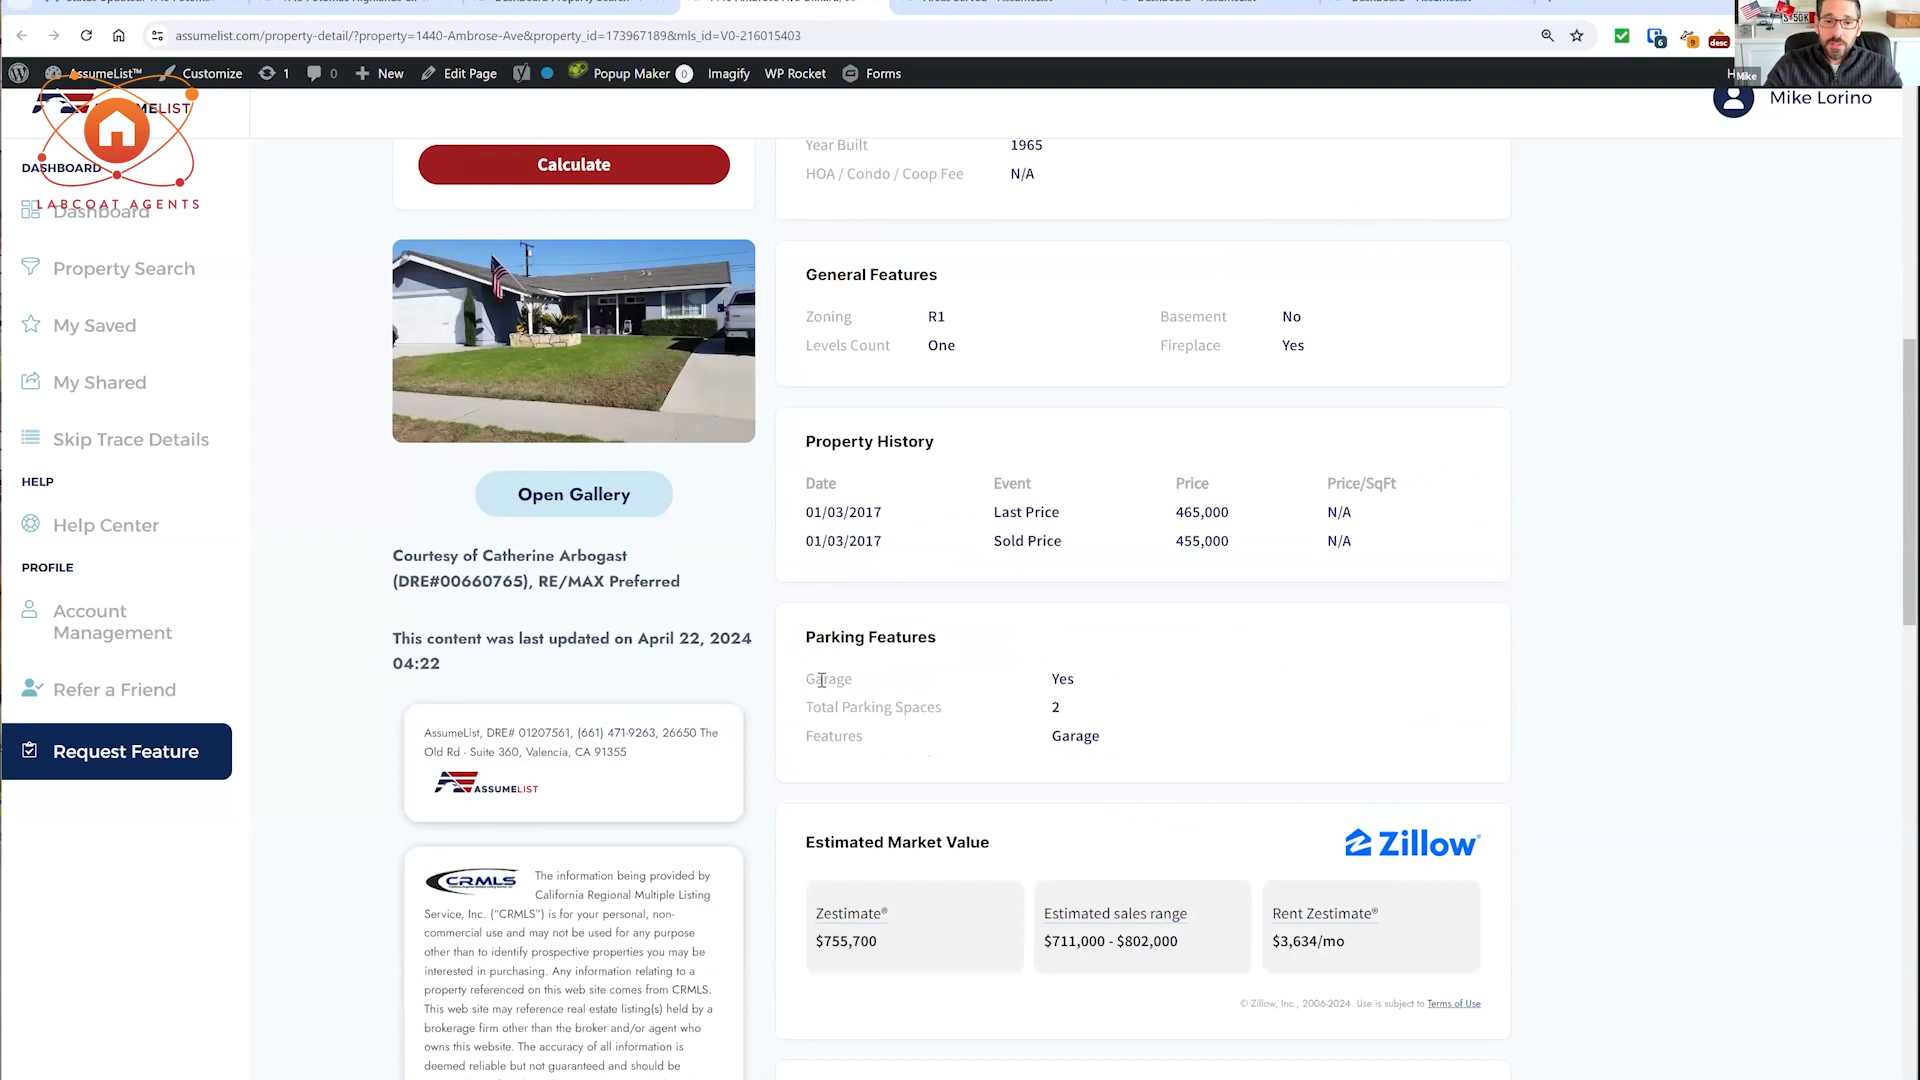 assumelist.com/property-detail/?property=1440-Ambrose-Ave&property_id=173967189&mls_id=V0-216015403
6
9
desc
AssumeList™
Customize
1
0
New
Edit Page
Popup Maker 0
Imagify
WP Rocket
Forms
Mike
Mike Lorino
LABCOAT AGENTS
DASHBOARD
Dashboard
Property Search
My Saved
My Shared
Skip Trace Details
HELP
Help Center
PROFILE
Account
Management
Refer a Friend
Request Feature
Calculate
Open Gallery
Courtesy of Catherine Arbogast
(DRE#00660765), RE/MAX Preferred
This content was last updated on April 22, 2024
04:22
AssumeList, DRE# 01207561, (661) 471-9263, 26650 The
Old Rd - Suite 360, Valencia, CA 91355
ASSUMELIST
CRMLS
The information being provided by
California Regional Multiple Listing
Service, Inc. ("CRMLS") is for your personal, non-
commercial use and may not be used for any purpose
other than to identify prospective properties you may be
interested in purchasing. Any information relating to a
property referenced on this web site comes from CRMLS.
This web site may reference real estate listing(s) held by a
brokerage firm other than the broker and/or agent who
owns this website. The accuracy of all information is
deemed reliable but not guaranteed and should be
Year Built 1965
HOA / Condo / Coop Fee N/A
General Features
Zoning R1 Basement No
Levels Count One Fireplace Yes
Property History
Date Event Price Price/SqFt
01/03/2017 Last Price 465,000 N/A
01/03/2017 Sold Price 455,000 N/A
Parking Features
Garage Yes
Total Parking Spaces 2
Features Garage
Estimated Market Value
Zillow
Zestimate® Estimated sales range Rent Zestimate®
$755,700 $711,000 - $802,000 $3,634/mo
© Zillow, Inc., 2006-2024. Use is subject to Terms of Use